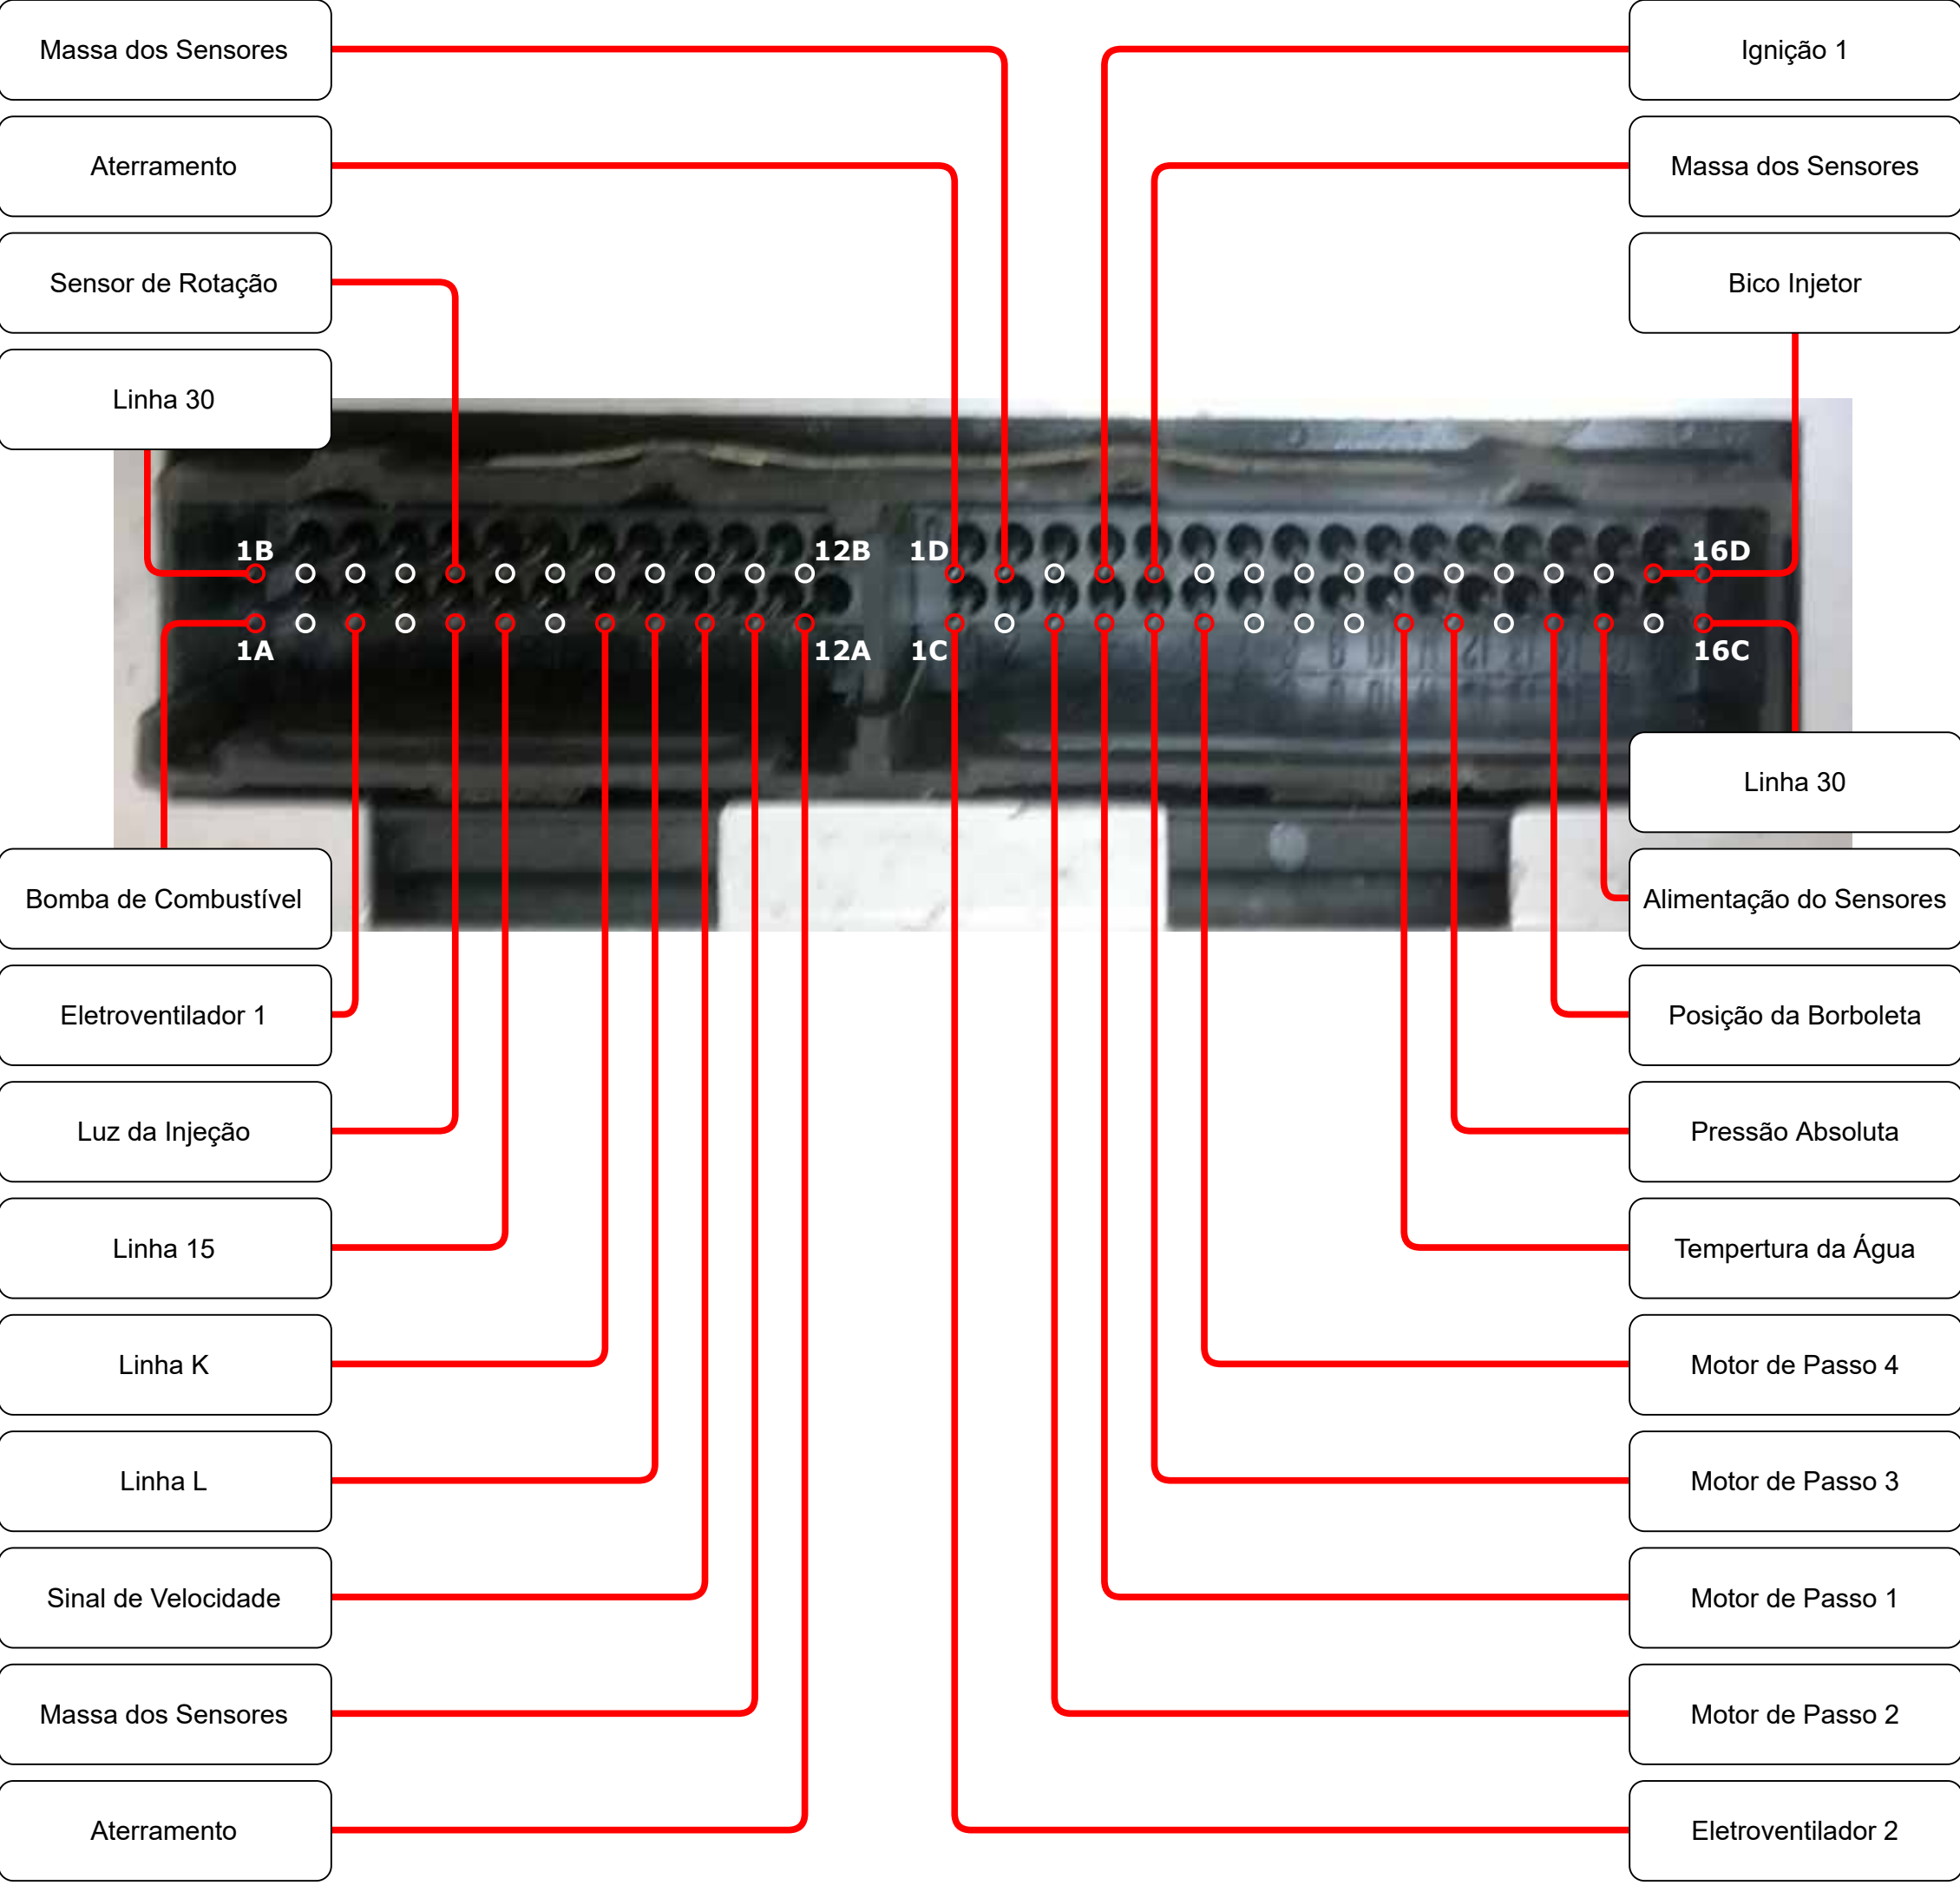 Massa dos Sensores
Ignição 1
Aterramento
Massa dos Sensores
Sensor de Rotação
Bico Injetor
Linha 30
1B
12B
1D
16D
1A
12A
1C
16C
Linha 30
Bomba de Combustível
Alimentação do Sensores
Eletroventilador 1
Posição da Borboleta
Luz da Injeção
Pressão Absoluta
Linha 15
Tempertura da Água
Linha K
Motor de Passo 4
Linha L
Motor de Passo 3
Sinal de Velocidade
Motor de Passo 1
Massa dos Sensores
Motor de Passo 2
Aterramento
Eletroventilador 2